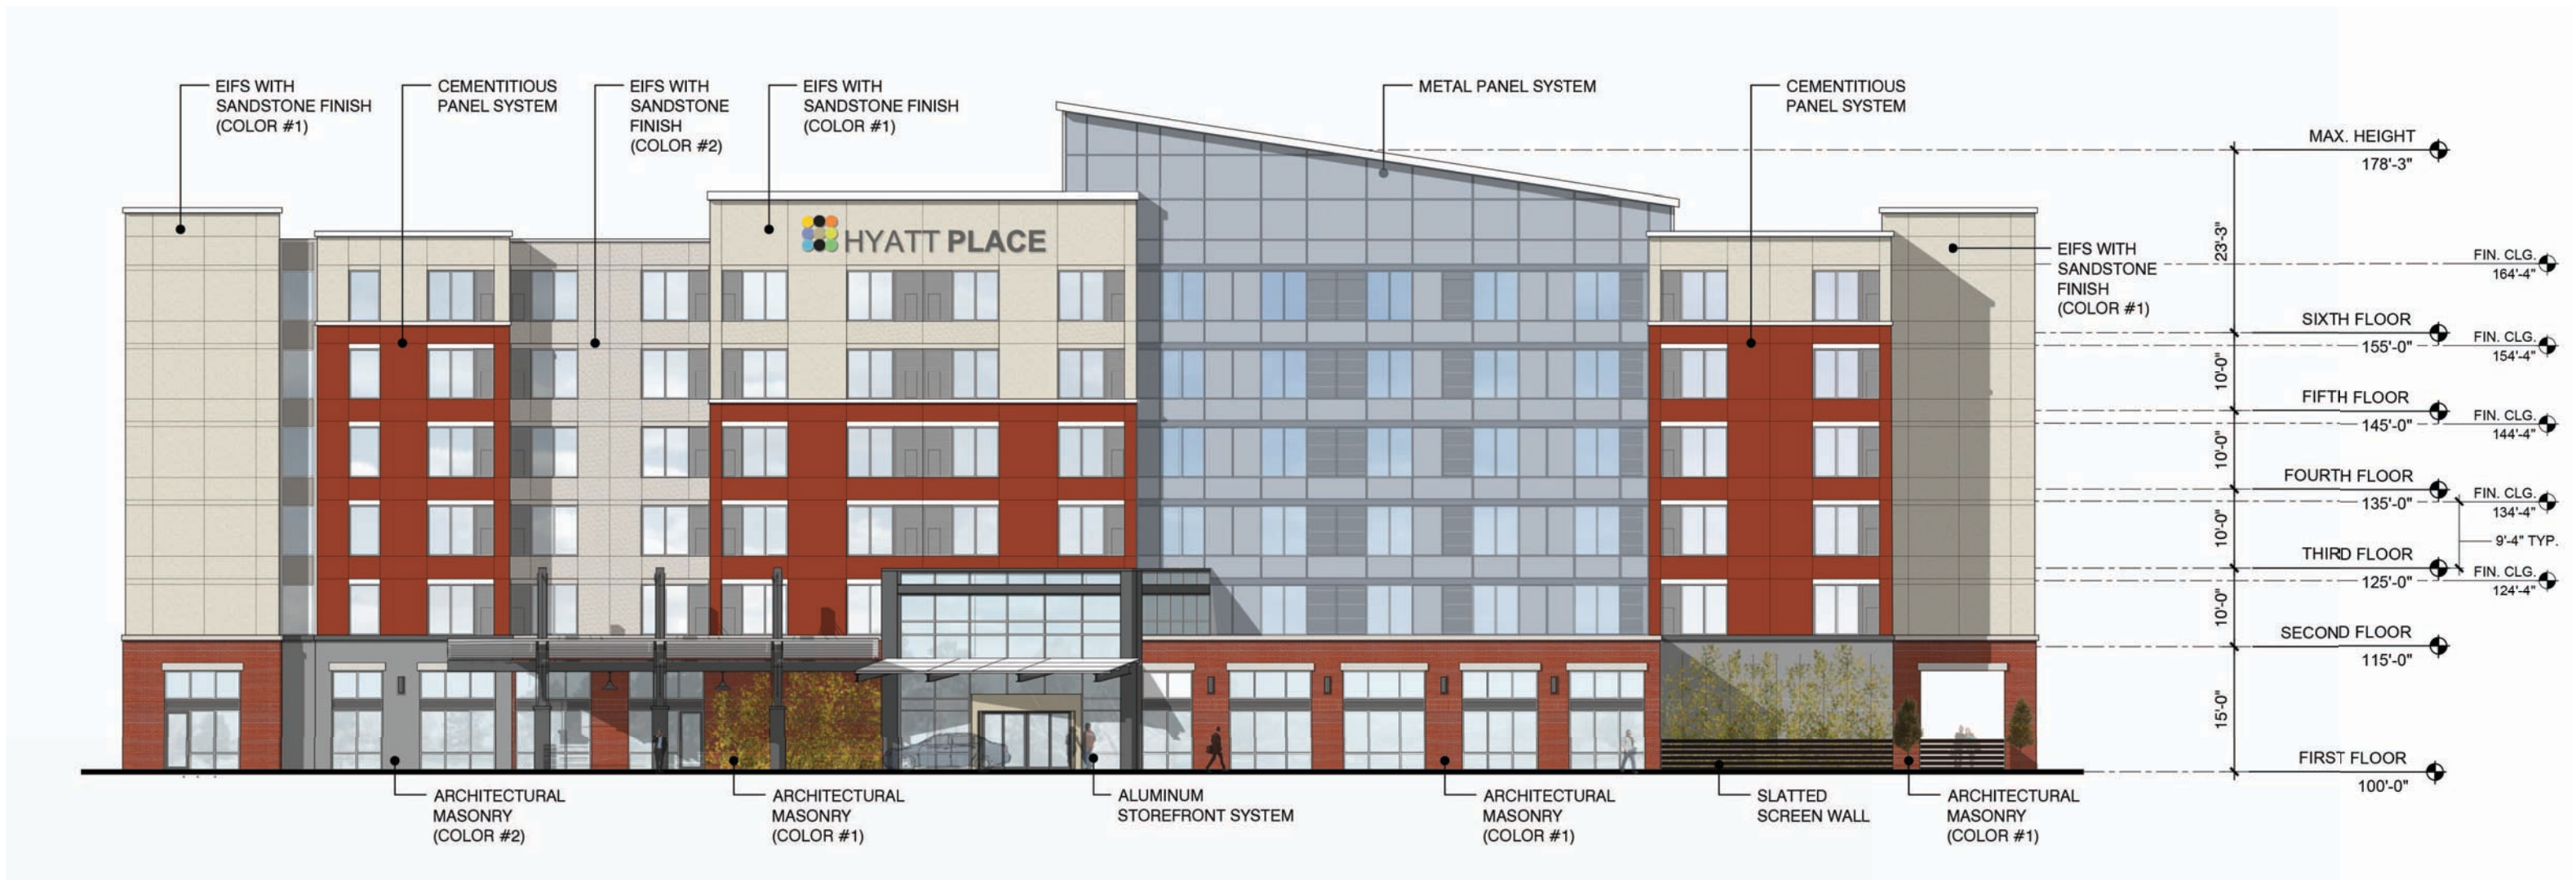 EIFS WITH
SANDSTONE FINISH
(COLOR #1)
CEMENTITIOUS
PANEL SYSTEM
EIFS WITH
SANDSTONE
FINISH
(COLOR #2)
EIFS WITH
SANDSTONE FINISH
(COLOR #1)
METAL PANEL SYSTEM
CEMENTITIOUS
PANEL SYSTEM
HYATT PLACE
EIFS WITH
SANDSTONE
FINISH
(COLOR #1)
MAX. HEIGHT
178'-3"
23'-3"
FIN. CLG.
164'-4"
SIXTH FLOOR
155'-0"
FIN. CLG.
154'-4"
10'-0"
FIFTH FLOOR
145'-0"
FIN. CLG.
144'-4"
10'-0"
FOURTH FLOOR
135'-0"
FIN. CLG.
134'-4"
10'-0"
9'-4" TYP.
THIRD FLOOR
125'-0"
FIN. CLG.
124'-4"
10'-0"
SECOND FLOOR
115'-0"
15'-0"
FIRST FLOOR
100'-0"
ARCHITECTURAL
MASONRY
(COLOR #2)
ARCHITECTURAL
MASONRY
(COLOR #1)
ALUMINUM
STOREFRONT SYSTEM
ARCHITECTURAL
MASONRY
(COLOR #1)
SLATTED
SCREEN WALL
ARCHITECTURAL
MASONRY
(COLOR #1)